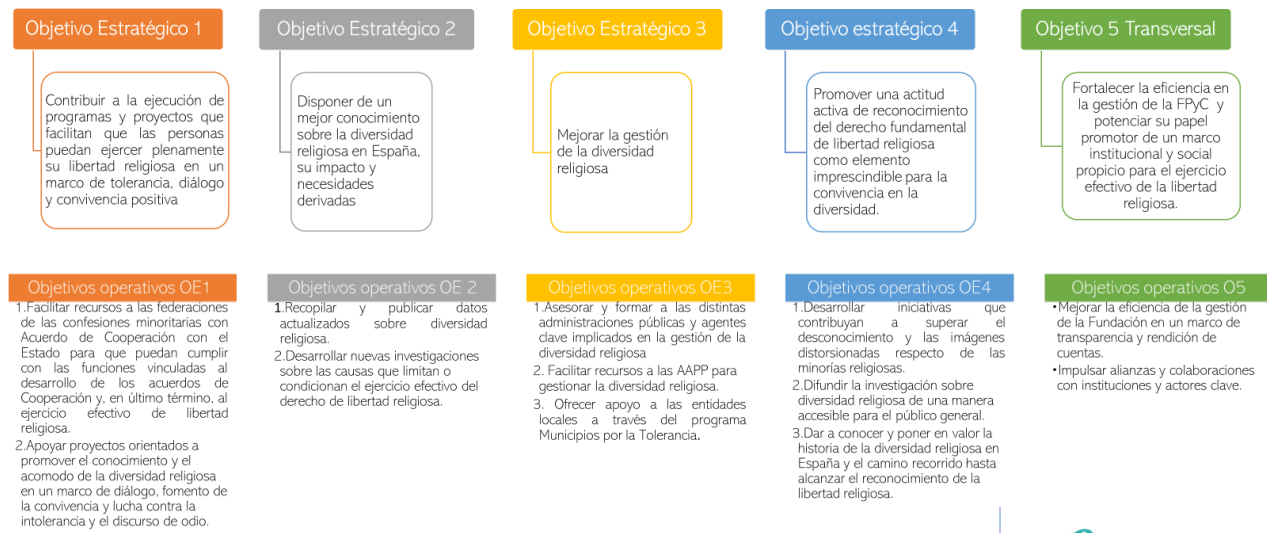 Objetivo Estratégico 1
Contribuir a la ejecución de
programas y proyectos que
facilitan que las personas
puedan ejercer plenamente
su libertad religiosa en un
marco de tolerancia, diálogo
y convivencia positiva
Objetivo Estratégico 2
Disponer de un
mejor conocimiento
sobre la diversidad
religiosa en España,
su impacto y
necesidades
derivadas
Objetivo Estratégico 3
Mejorar la gestión
de la diversidad
religiosa
Objetivo estratégico 4
Promover una actitud
activa de reconocimiento
del derecho fundamental
de libertad religiosa
como elemento
imprescindible para la
convivencia en la
diversidad.
Objetivo 5 Transversal
Fortalecer la eficiencia en
la gestión de la FPyC y
potenciar su papel
promotor de un marco
institucional y social
propicio para el ejercicio
efectivo de la libertad
religiosa.
Objetivos operativos OE1
1.Facilitar recursos a las federaciones
de las confesiones minoritarias con
Acuerdo de Cooperación con el
Estado para que puedan cumplir
con las funciones vinculadas al
desarrollo de los acuerdos de
Cooperación y, en último término, al
ejercicio efectivo de libertad
religiosa.
2.Apoyar proyectos orientados a
promover el conocimiento y el
acomodo de la diversidad religiosa
en un marco de diálogo, fomento de
la convivencia y lucha contra la
intolerancia y el discurso de odio.
Objetivos operativos OE 2
1.Recopilar y publicar datos
actualizados sobre diversidad
religiosa.
2.Desarrollar nuevas investigaciones
sobre las causas que limitan o
condicionan el ejercicio efectivo del
derecho de libertad religiosa.
Objetivos operativos OE3
1.Asesorar y formar a las distintas
administraciones públicas y agentes
clave implicados en la gestión de la
diversidad religiosa
2. Facilitar recursos a las AAPP para
gestionar la diversidad religiosa.
3. Ofrecer apoyo a las entidades
locales a través del programa
Municipios por la Tolerancia.
Objetivos operativos OE4
1.Desarrollar iniciativas que
contribuyan a superar el
desconocimiento y las imágenes
distorsionadas respecto de las
minorías religiosas.
2.Difundir la investigación sobre
diversidad religiosa de una manera
accesible para el público general.
3.Dar a conocer y poner en valor la
historia de la diversidad religiosa en
España y el camino recorrido hasta
alcanzar el reconocimiento de la
libertad religiosa.
Objetivos operativos O5
•Mejorar la eficiencia de la gestión
de la Fundación en un marco de
transparencia y rendición de
cuentas.
•Impulsar alianzas y colaboraciones
con instituciones y actores clave.